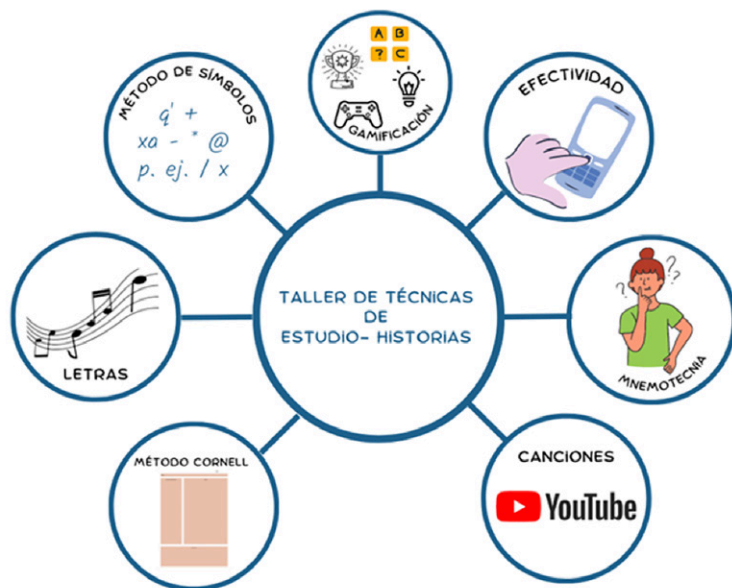 GAMIFICACIÓN
A B
? C
EFECTIVIDAD
MNEMOTECNIA
? ? ?
CANCIONES
YouTube
MÉTODO CORNELL
LETRAS
MÉTODO DE SÍMBOLOS
q' +
xa - * @
p. ej. / x
TALLER DE TÉCNICAS
DE
ESTUDIO- HISTORIAS